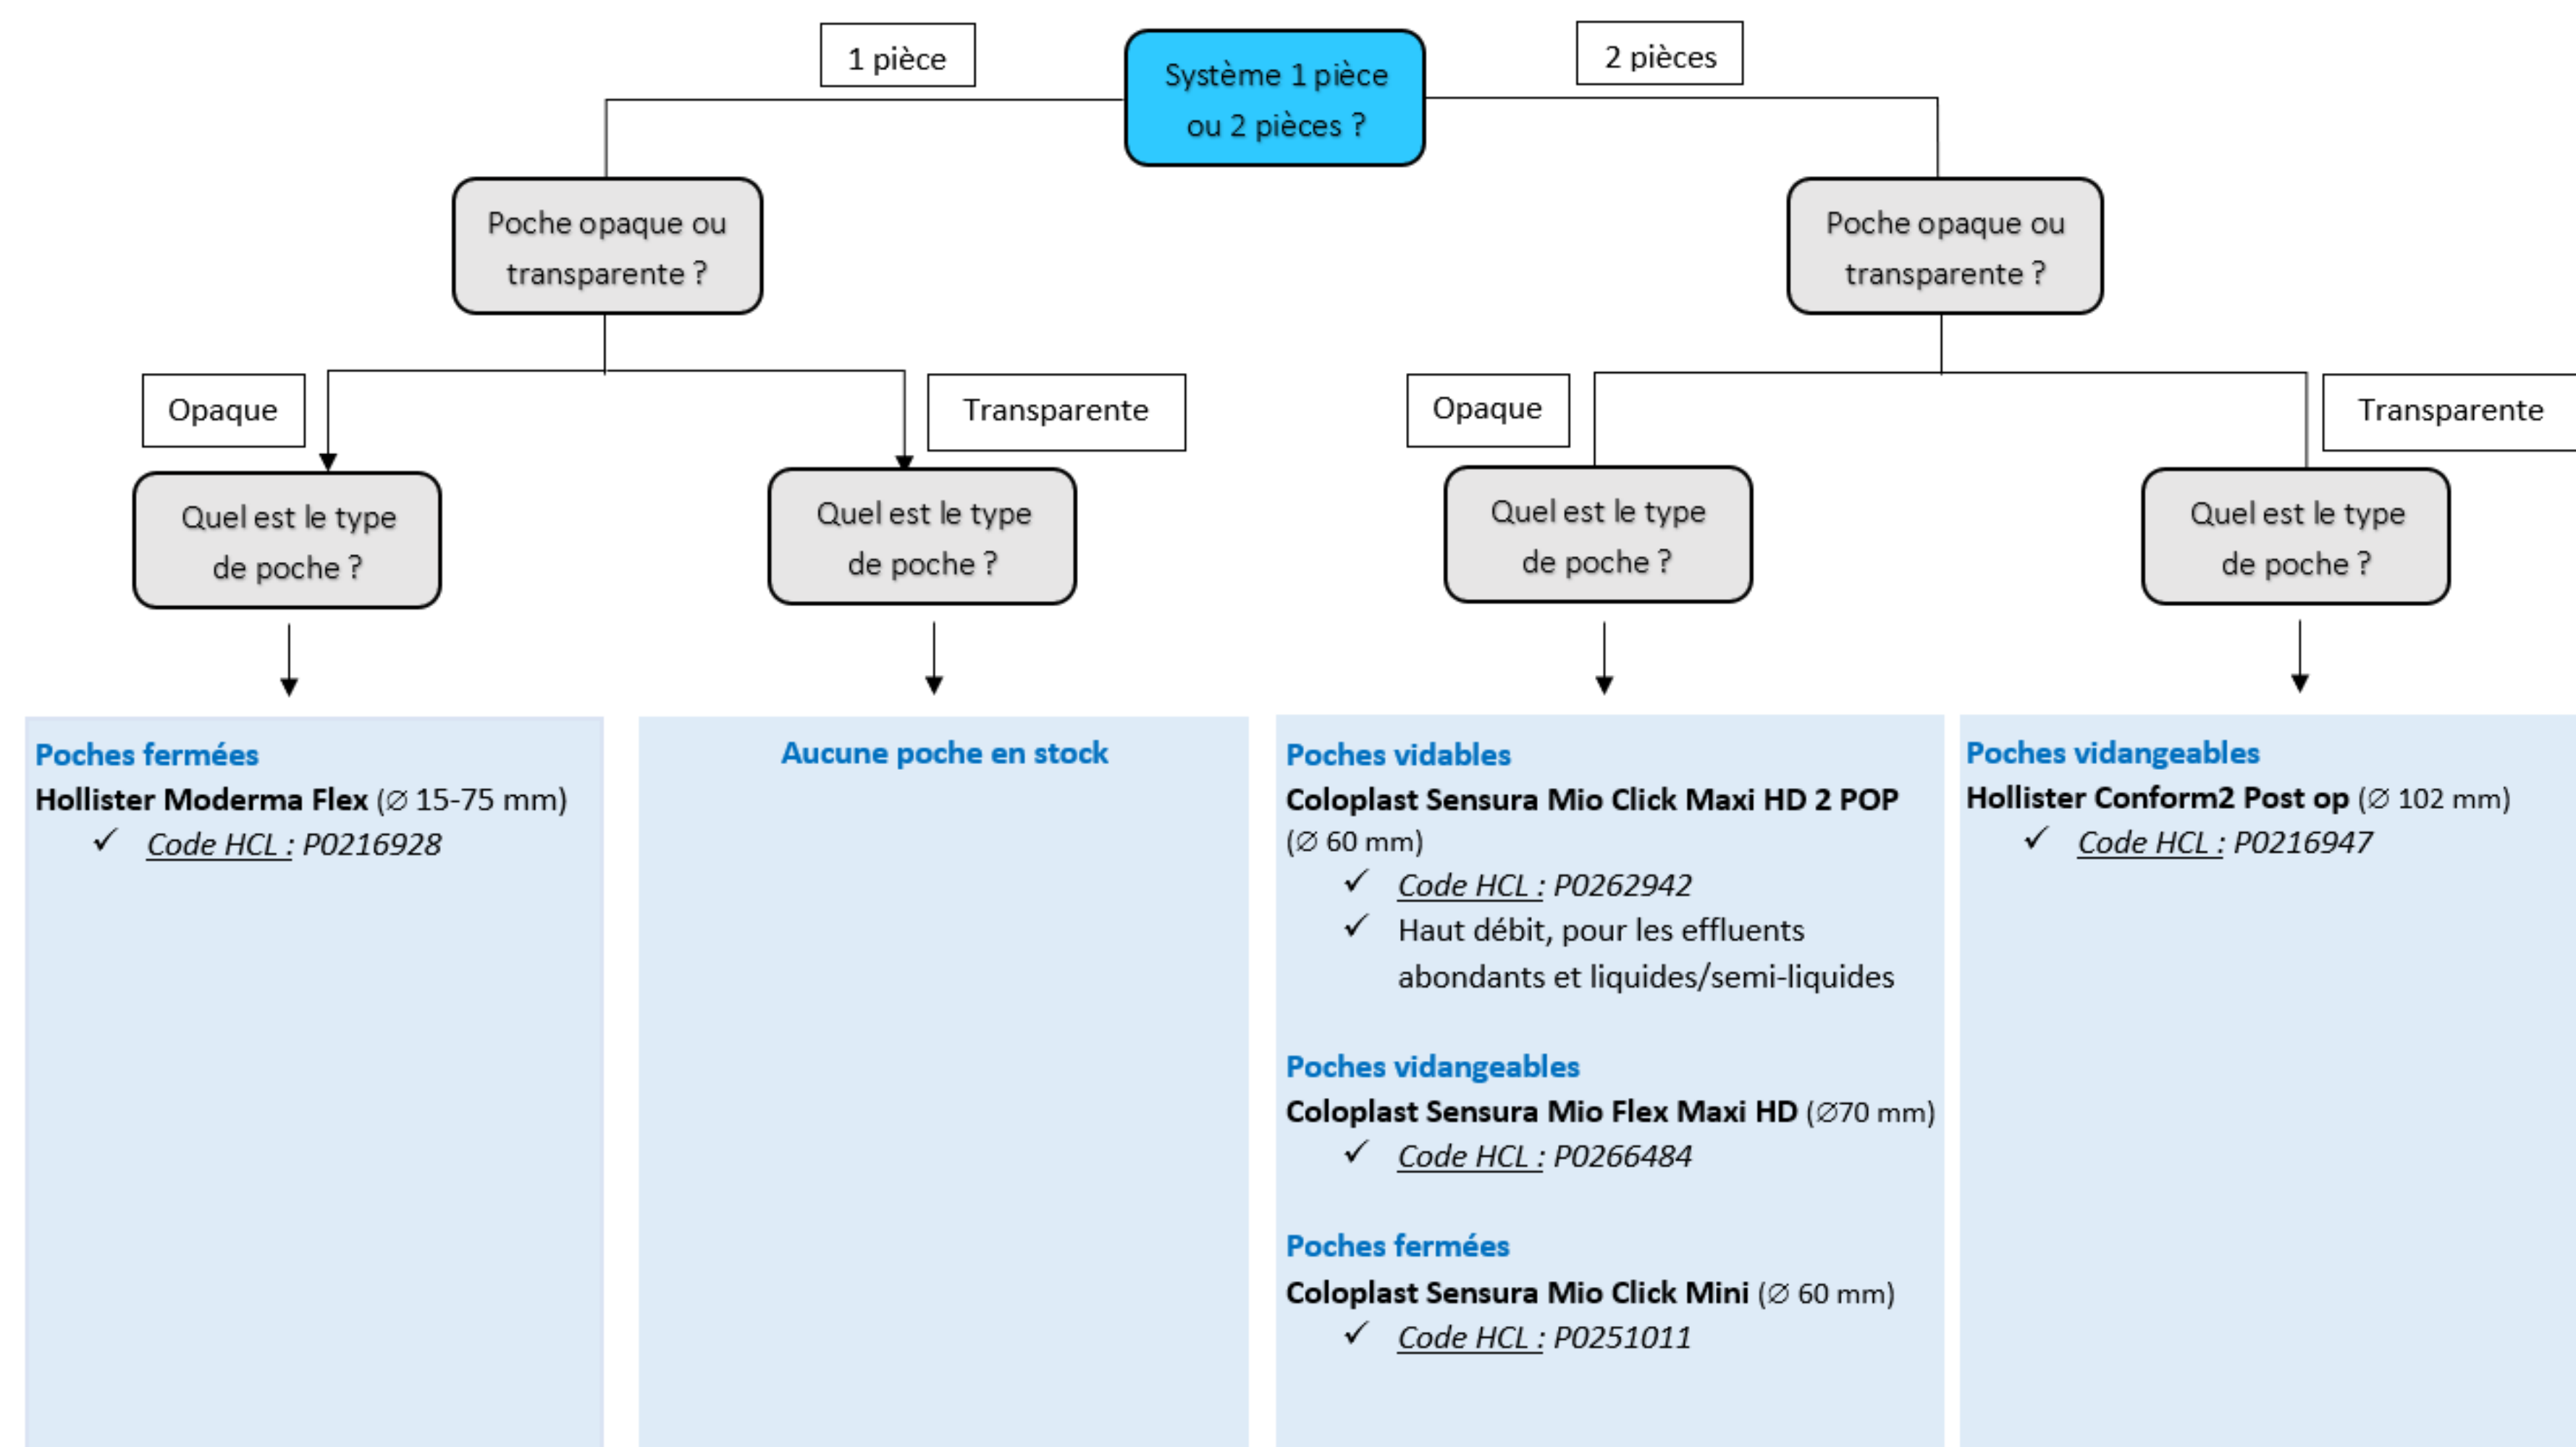 1 pièce
Système 1 pièce
ou 2 pièces ?
2 pièces
Poche opaque ou
transparente ?
Poche opaque ou
transparente ?
Opaque
Transparente
Opaque
Transparente
Quel est le type
de poche ?
Quel est le type
de poche ?
Quel est le type
de poche ?
Quel est le type
de poche ?
Poches fermées
Hollister Moderma Flex (∅ 15-75 mm)
✓ Code HCL : P0216928
Aucune poche en stock
Poches vidables
Coloplast Sensura Mio Click Maxi HD 2 POP
(∅ 60 mm)
✓ Code HCL : P0262942
✓ Haut débit, pour les effluents
abondants et liquides/semi-liquides
Poches vidangeables
Coloplast Sensura Mio Flex Maxi HD (∅70 mm)
✓ Code HCL : P0266484
Poches fermées
Coloplast Sensura Mio Click Mini (∅ 60 mm)
✓ Code HCL : P0251011
Poches vidangeables
Hollister Conform2 Post op (∅ 102 mm)
✓ Code HCL : P0216947